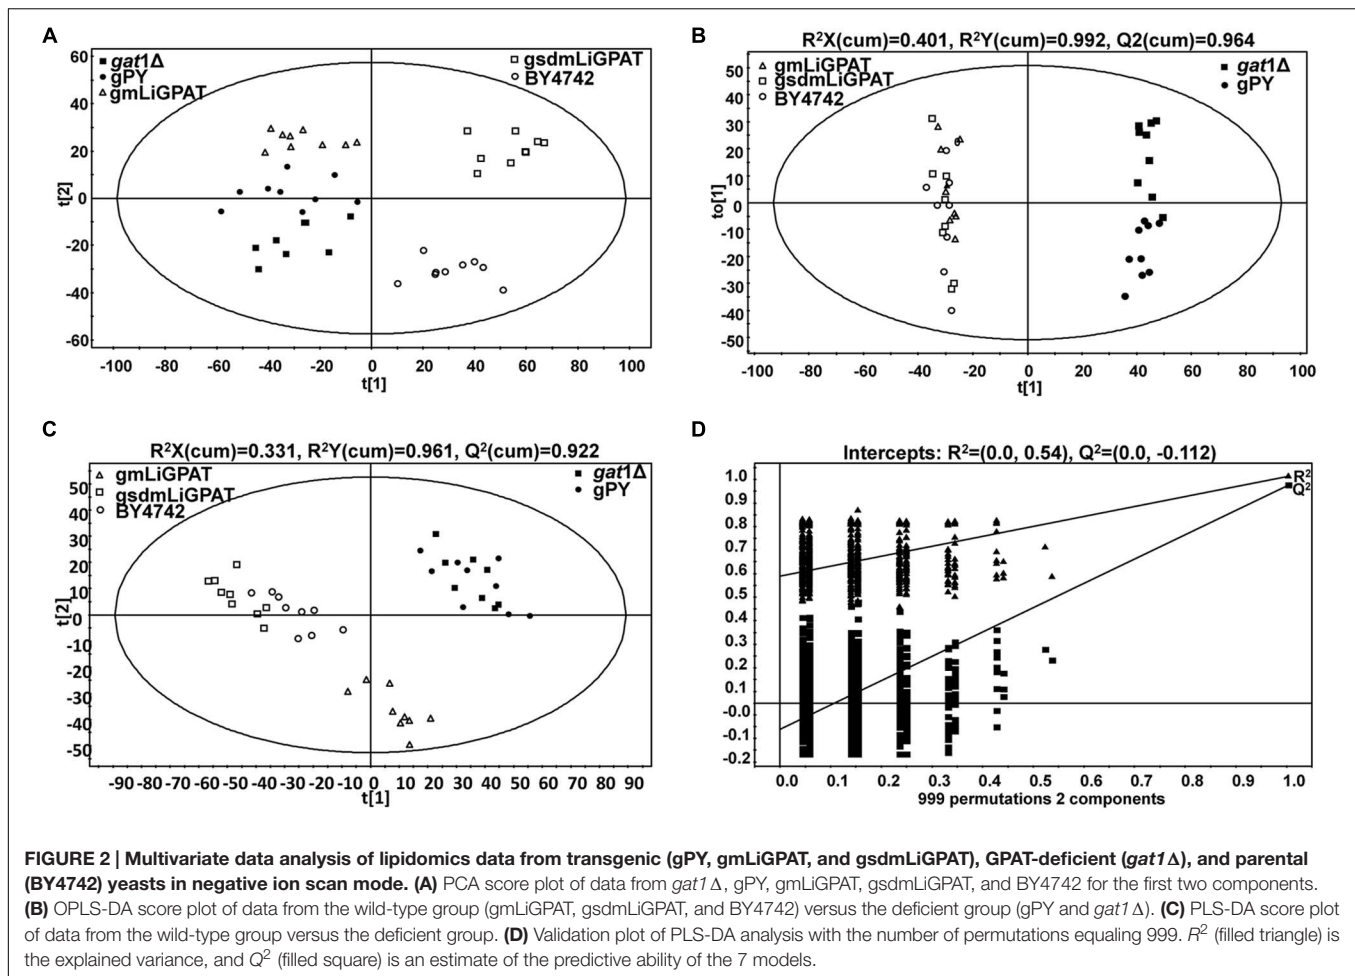 A
gat1Δ
gPY
gmLiGPAT
gsdmLiGPAT
BY4742
60
40
20
0
-20
-40
-60
t[2]
-100 -80 -60 -40 -20 0 20 40 60 80 100
t[1]
B
R²X(cum)=0.401, R²Y(cum)=0.992, Q2(cum)=0.964
gmLiGPAT
gsdmLiGPAT
BY4742
gat1Δ
gPY
50
40
30
20
10
0
-10
-20
-30
-40
-50
to[1]
-100 -80 -60 -40 -20 0 20 40 60 80 100
t[1]
C
R²X(cum)=0.331, R²Y(cum)=0.961, Q²(cum)=0.922
gmLiGPAT
gsdmLiGPAT
BY4742
gat1Δ
gPY
50
40
30
20
10
0
-10
-20
-30
-40
-50
t[2]
-90 -80 -70 -60 -50 -40 -30 -20 -10 0 10 20 30 40 50 60 70 80 90
t[1]
D
Intercepts: R²=(0.0, 0.54), Q²=(0.0, -0.112)
1.0
0.9
0.8
0.7
0.6
0.5
0.4
0.3
0.2
0.1
-0.0
-0.1
-0.2
R²
Q²
0.0 0.1 0.2 0.3 0.4 0.5 0.6 0.7 0.8 0.9 1.0
999 permutations 2 components
FIGURE 2 | Multivariate data analysis of lipidomics data from transgenic (gPY, gmLiGPAT, and gsdmLiGPAT), GPAT-deficient (gat1Δ), and parental
(BY4742) yeasts in negative ion scan mode. (A) PCA score plot of data from gat1Δ, gPY, gmLiGPAT, gsdmLiGPAT, and BY4742 for the first two components.
(B) OPLS-DA score plot of data from the wild-type group (gmLiGPAT, gsdmLiGPAT, and BY4742) versus the deficient group (gPY and gat1Δ). (C) PLS-DA score plot
of data from the wild-type group versus the deficient group. (D) Validation plot of PLS-DA analysis with the number of permutations equaling 999. R² (filled triangle) is
the explained variance, and Q² (filled square) is an estimate of the predictive ability of the 7 models.